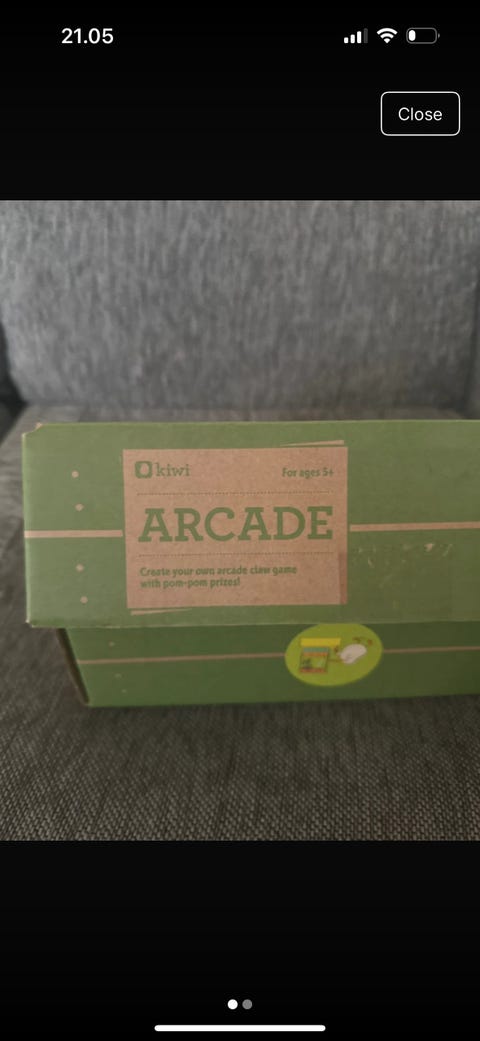 21.05
Close
kiwi
For ages 5+
ARCADE
Create your own arcade claw game
with pom-pom prizes!